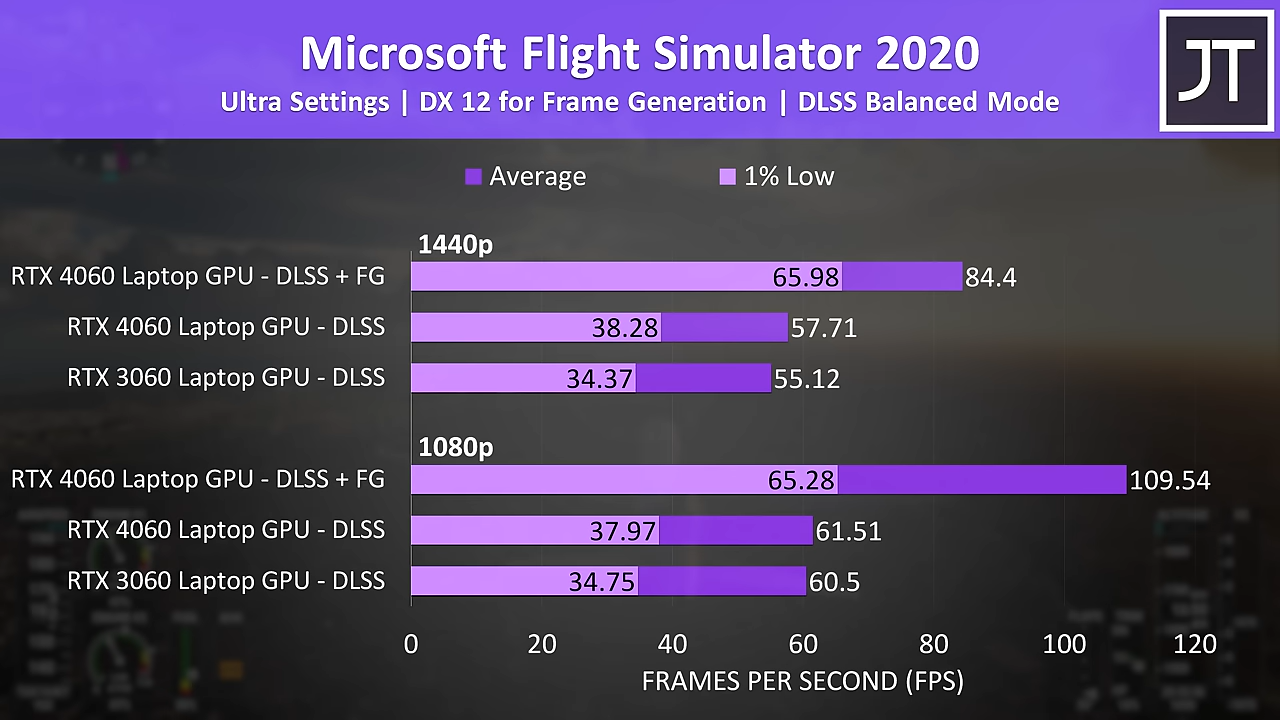 Microsoft Flight Simulator 2020
Ultra Settings | DX 12 for Frame Generation | DLSS Balanced Mode
JT
Average 1% Low
1440p
RTX 4060 Laptop GPU - DLSS + FG 65.98 84.4
RTX 4060 Laptop GPU - DLSS 38.28 57.71
RTX 3060 Laptop GPU - DLSS 34.37 55.12
1080p
RTX 4060 Laptop GPU - DLSS + FG 65.28 109.54
RTX 4060 Laptop GPU - DLSS 37.97 61.51
RTX 3060 Laptop GPU - DLSS 34.75 60.5
0 20 40 60 80 100 120
FRAMES PER SECOND (FPS)